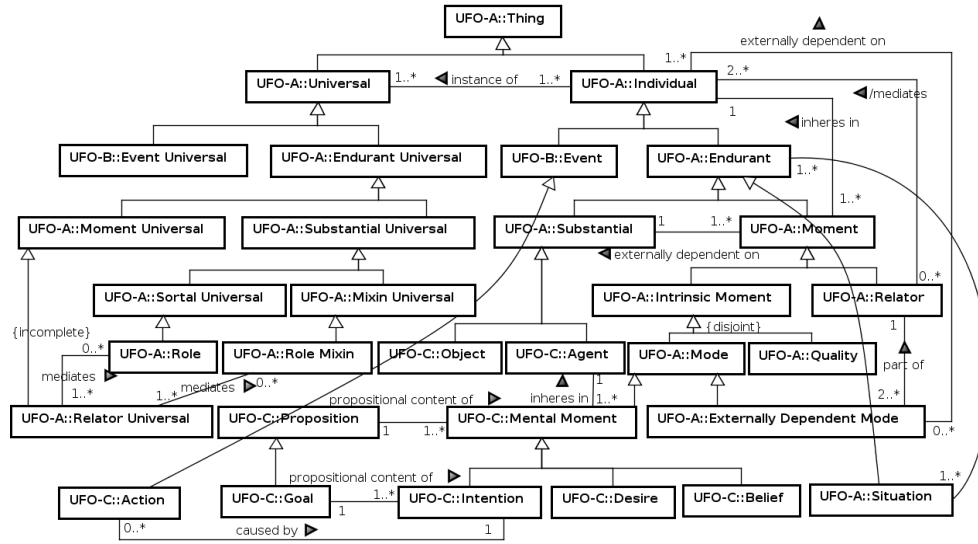 UFO-A::Thing
externally dependent on
1..*
2..*
UFO-A::Universal
1..*
instance of
1..*
UFO-A::Individual
/mediates
1
inheres in
UFO-B::Event Universal
UFO-A::Endurant Universal
UFO-B::Event
UFO-A::Endurant
1..*
1..*
UFO-A::Moment Universal
UFO-A::Substantial Universal
UFO-A::Substantial
1
1..*
UFO-A::Moment
externally dependent on
0..*
UFO-A::Sortal Universal
UFO-A::Mixin Universal
UFO-A::Intrinsic Moment
UFO-A::Relator
{incomplete}
{disjoint}
1
0..*
UFO-A::Role
UFO-A::Role Mixin
UFO-C::Object
UFO-C::Agent
UFO-A::Mode
UFO-A::Quality
part of
mediates
mediates
0..*
1
1..*
1..*
propositional content of
inheres in
1..*
2..*
UFO-A::Relator Universal
UFO-C::Proposition
1
1..*
UFO-C::Mental Moment
UFO-A::Externally Dependent Mode
0..*
propositional content of
1..*
UFO-C::Action
UFO-C::Goal
1
1..*
UFO-C::Intention
UFO-C::Desire
UFO-C::Belief
UFO-A::Situation
0..*
caused by
1